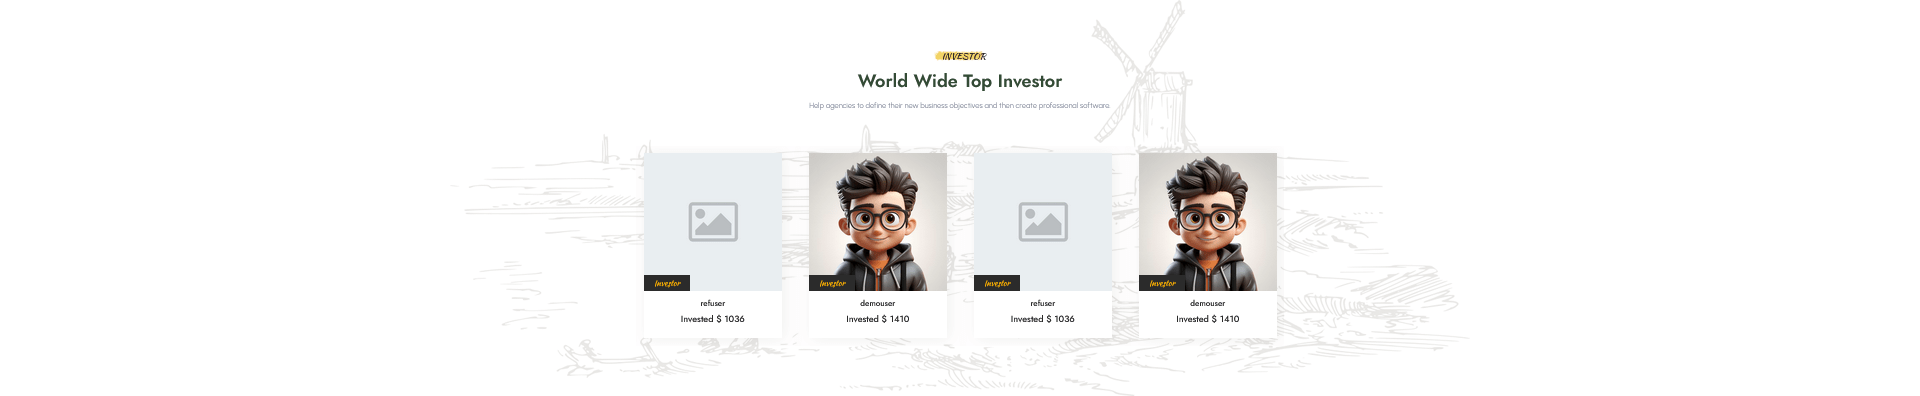 INVESTOR
World Wide Top Investor
Help agencies to define their new business objectives and then create professional software.
Investor
refuser
Invested $ 1036
Investor
demouser
Invested $ 1410
Investor
refuser
Invested $ 1036
Investor
demouser
Invested $ 1410